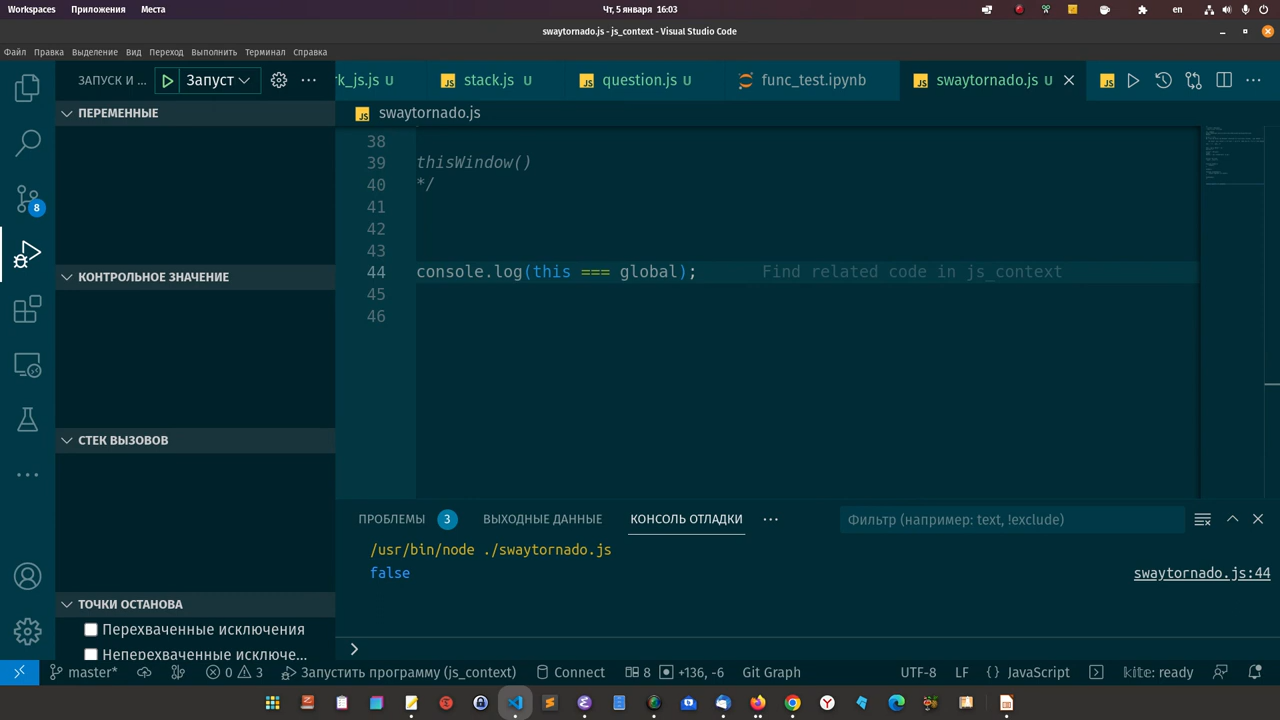 Workspaces Приложения Места Чт, 5 января 16:03 en
swaytornado.js - js_context - Visual Studio Code
Файл Правка Выделение Вид Переход Выполнить Терминал Справка
ЗАПУСК И ... Запуст
rk_js.js U stack.js U question.js U func_test.ipynb swaytornado.js U
swaytornado.js
ПЕРЕМЕННЫЕ
КОНТРОЛЬНОЕ ЗНАЧЕНИЕ
СТЕК ВЫЗОВОВ
ТОЧКИ ОСТАНОВА
Перехваченные исключения
Неперехваченные исключе...
8
38
39 thisWindow()
40 */
41
42
43
44 console.log(this === global); Find related code in js_context
45
46
ПРОБЛЕМЫ 3 ВЫХОДНЫЕ ДАННЫЕ КОНСОЛЬ ОТЛАДКИ ... Фильтр (например: text, !exclude)
/usr/bin/node ./swaytornado.js
false swaytornado.js:44
master* 0 3 Запустить программу (js_context) Connect 8 +136, -6 Git Graph UTF-8 LF {} JavaScript kite: ready